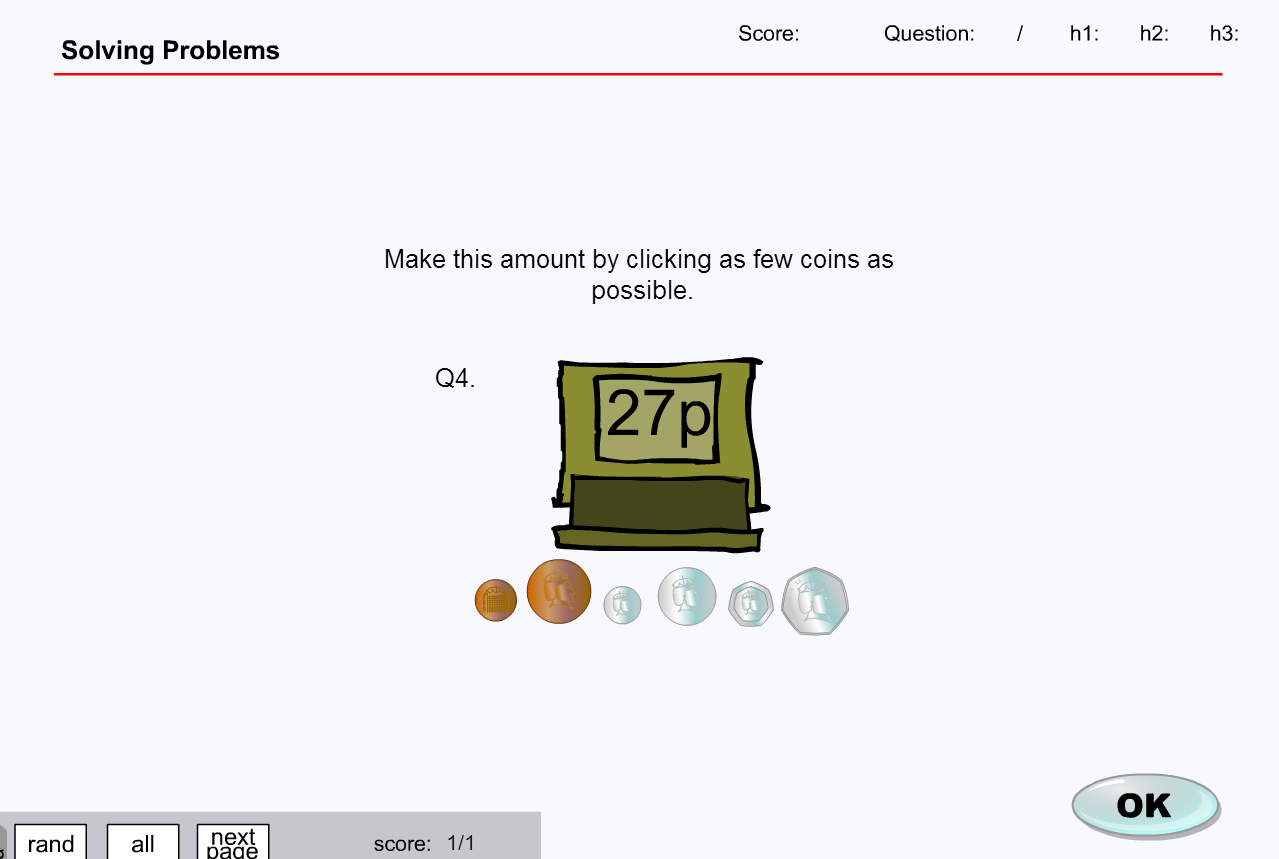 Solving Problems
Score: Question: / h1: h2: h3:
Make this amount by clicking as few coins as
possible.
Q4.
27p
OK
rand all next page score: 1/1